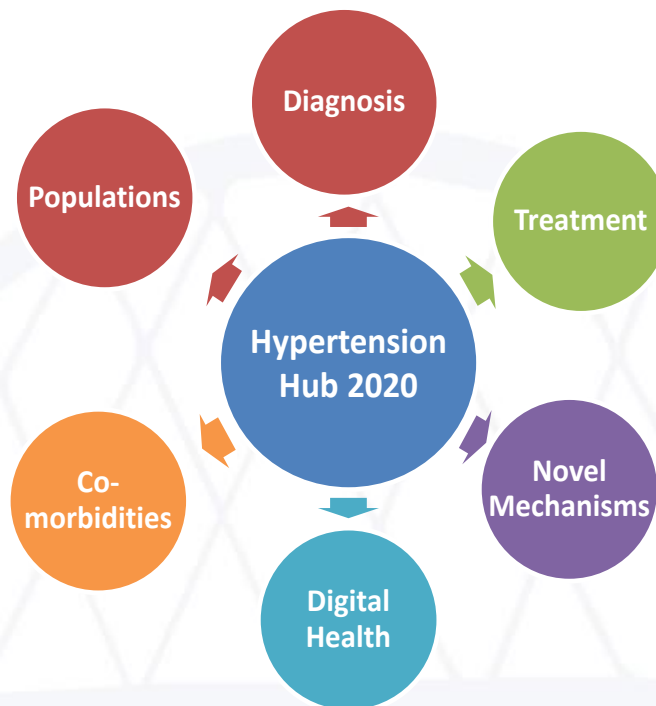 Diagnosis
Populations
Treatment
Hypertension
Hub 2020
Co-
morbidities
Novel
Mechanisms
Digital
Health